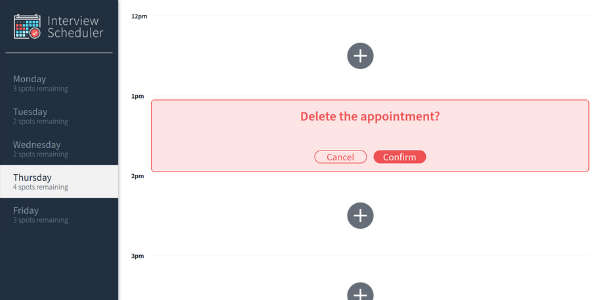 Interview
Scheduler
Monday
3 spots remaining
Tuesday
2 spots remaining
Wednesday
2 spots remaining
Thursday
4 spots remaining
Friday
3 spots remaining
12pm
1pm
Delete the appointment?
Cancel
Confirm
2pm
3pm